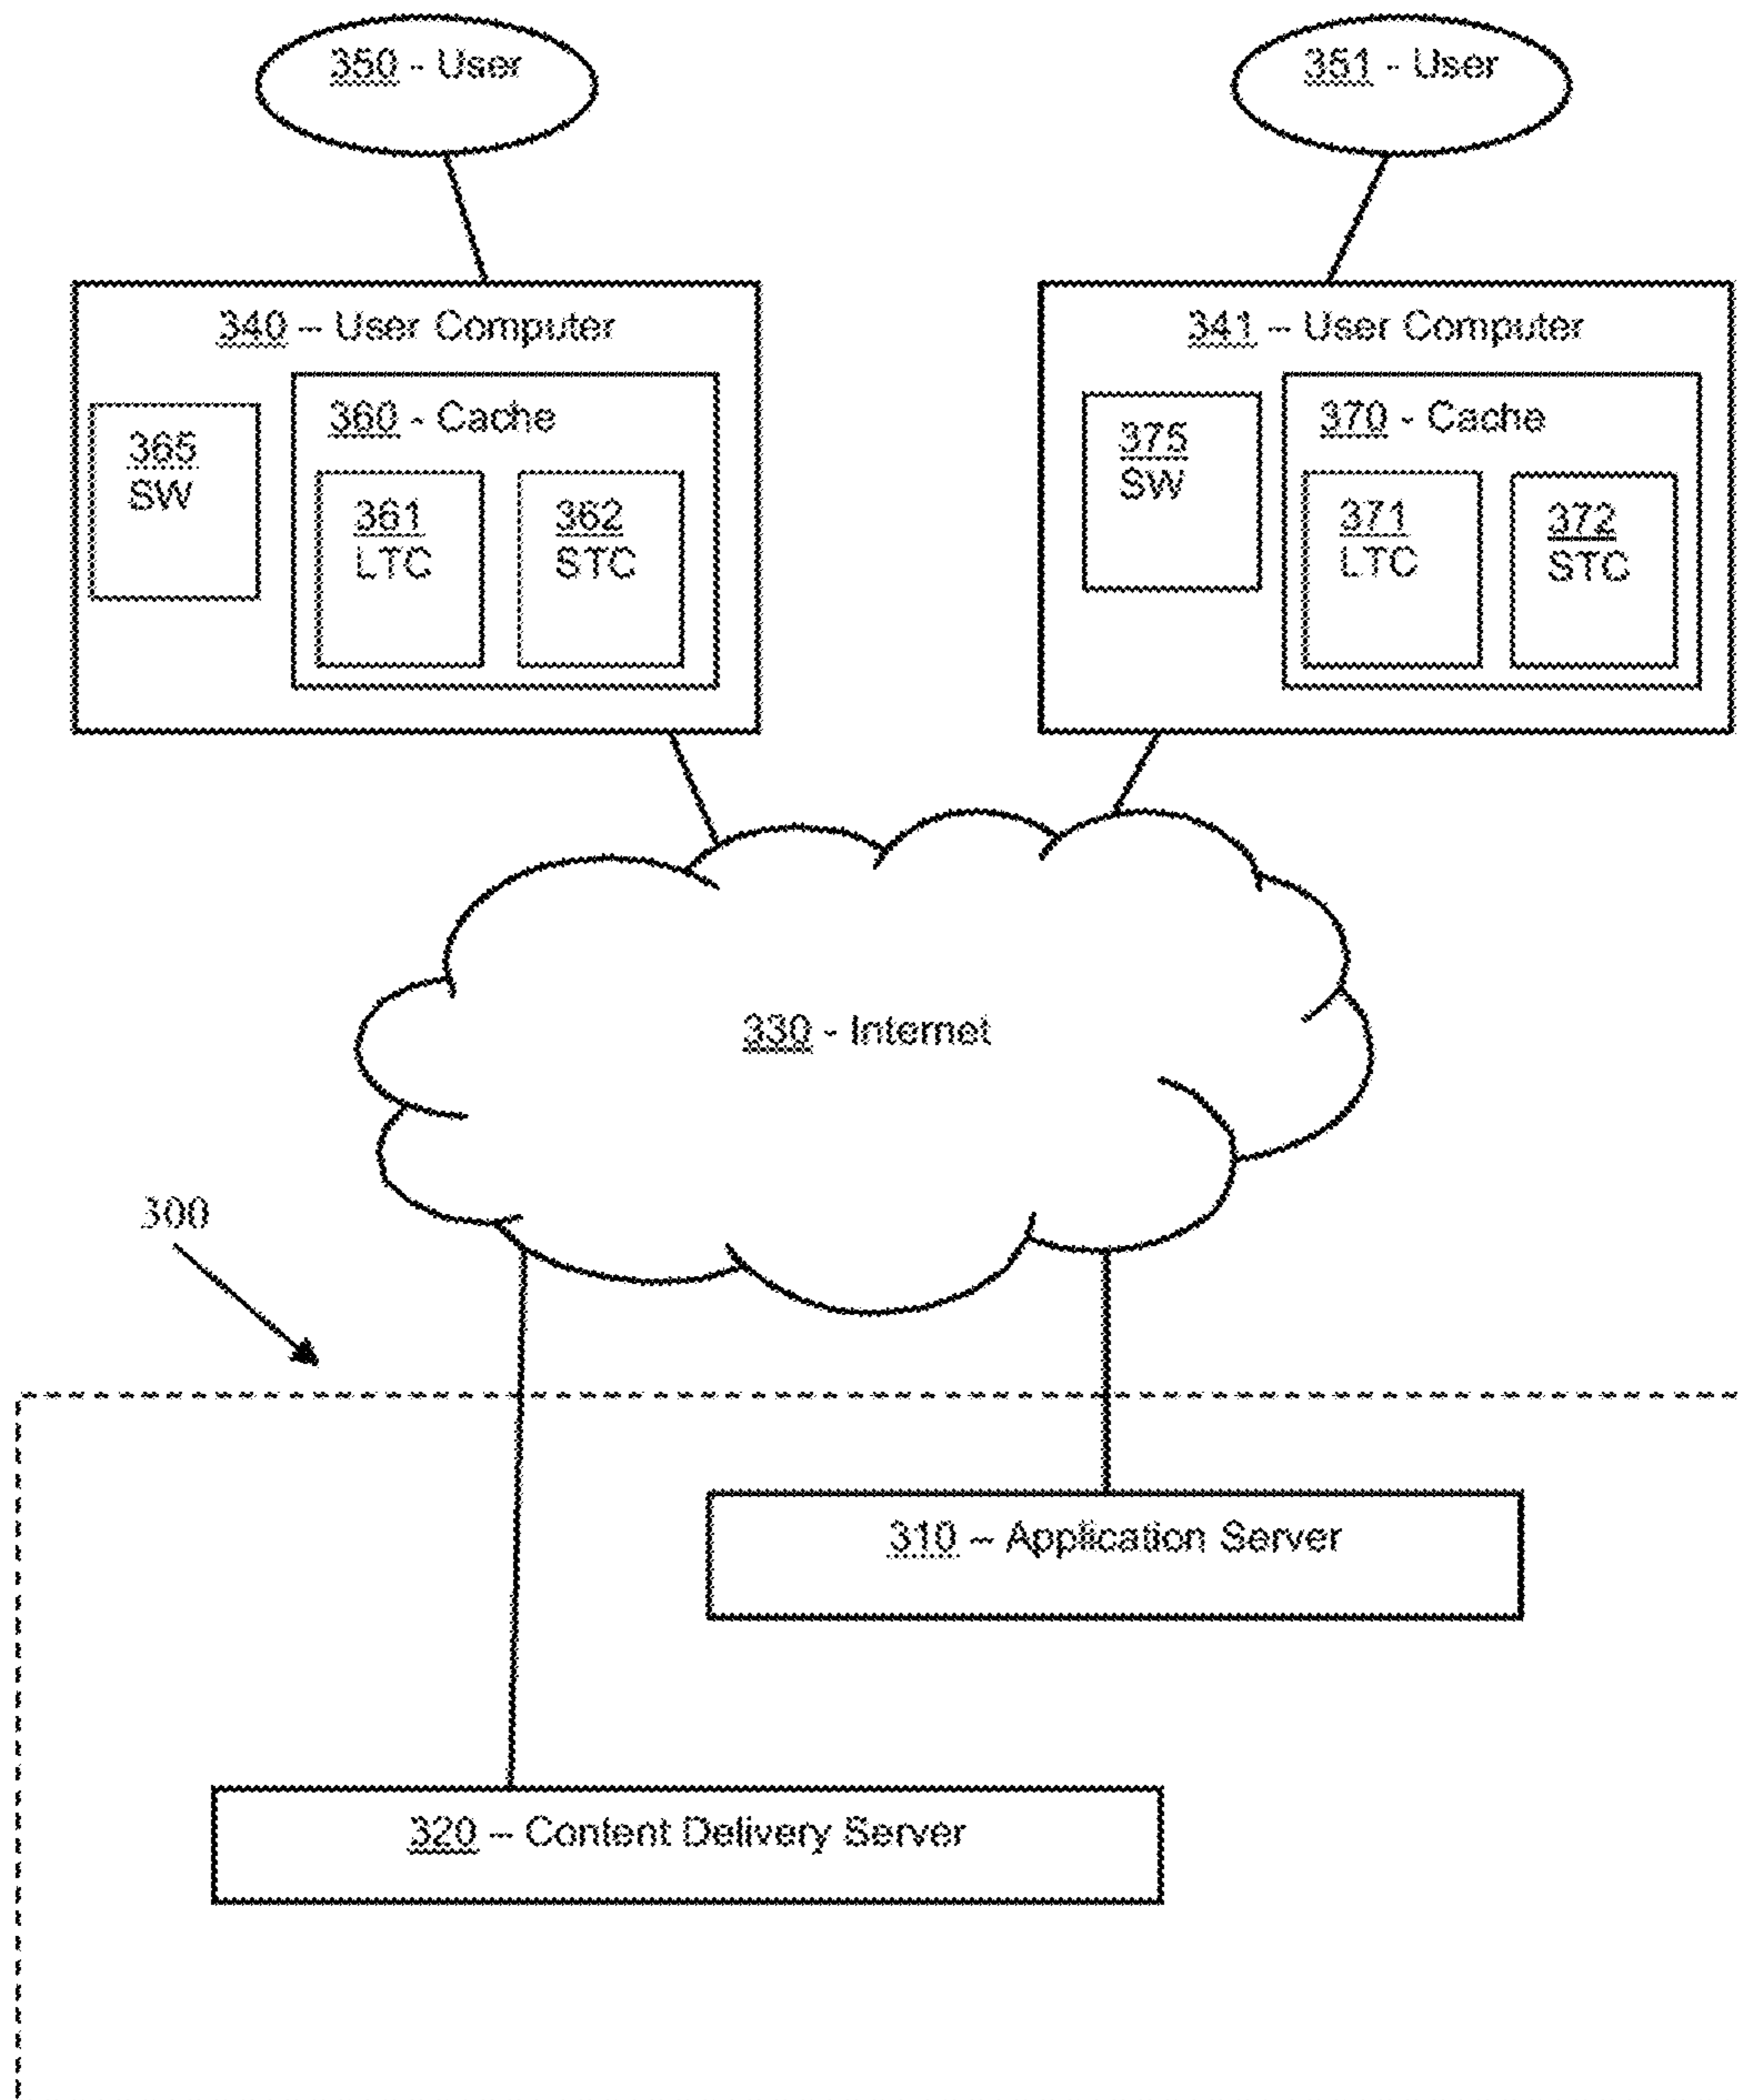 350 - User
351 - User
340 – User Computer
365
SW
360 - Cache
361
LTC
362
STC
341 – User Computer
375
SW
370 - Cache
371
LTC
372
STC
330 - Internet
300
310 – Application Server
320 – Content Delivery Server